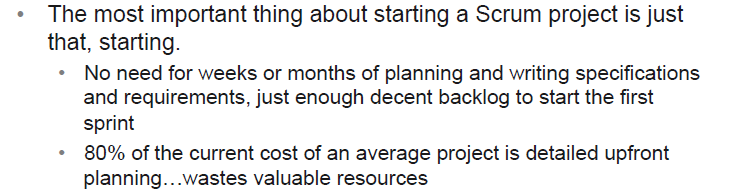 • The most important thing about starting a Scrum project is just
that, starting.
• No need for weeks or months of planning and writing specifications
and requirements, just enough decent backlog to start the first
sprint
• 80% of the current cost of an average project is detailed upfront
planning…wastes valuable resources